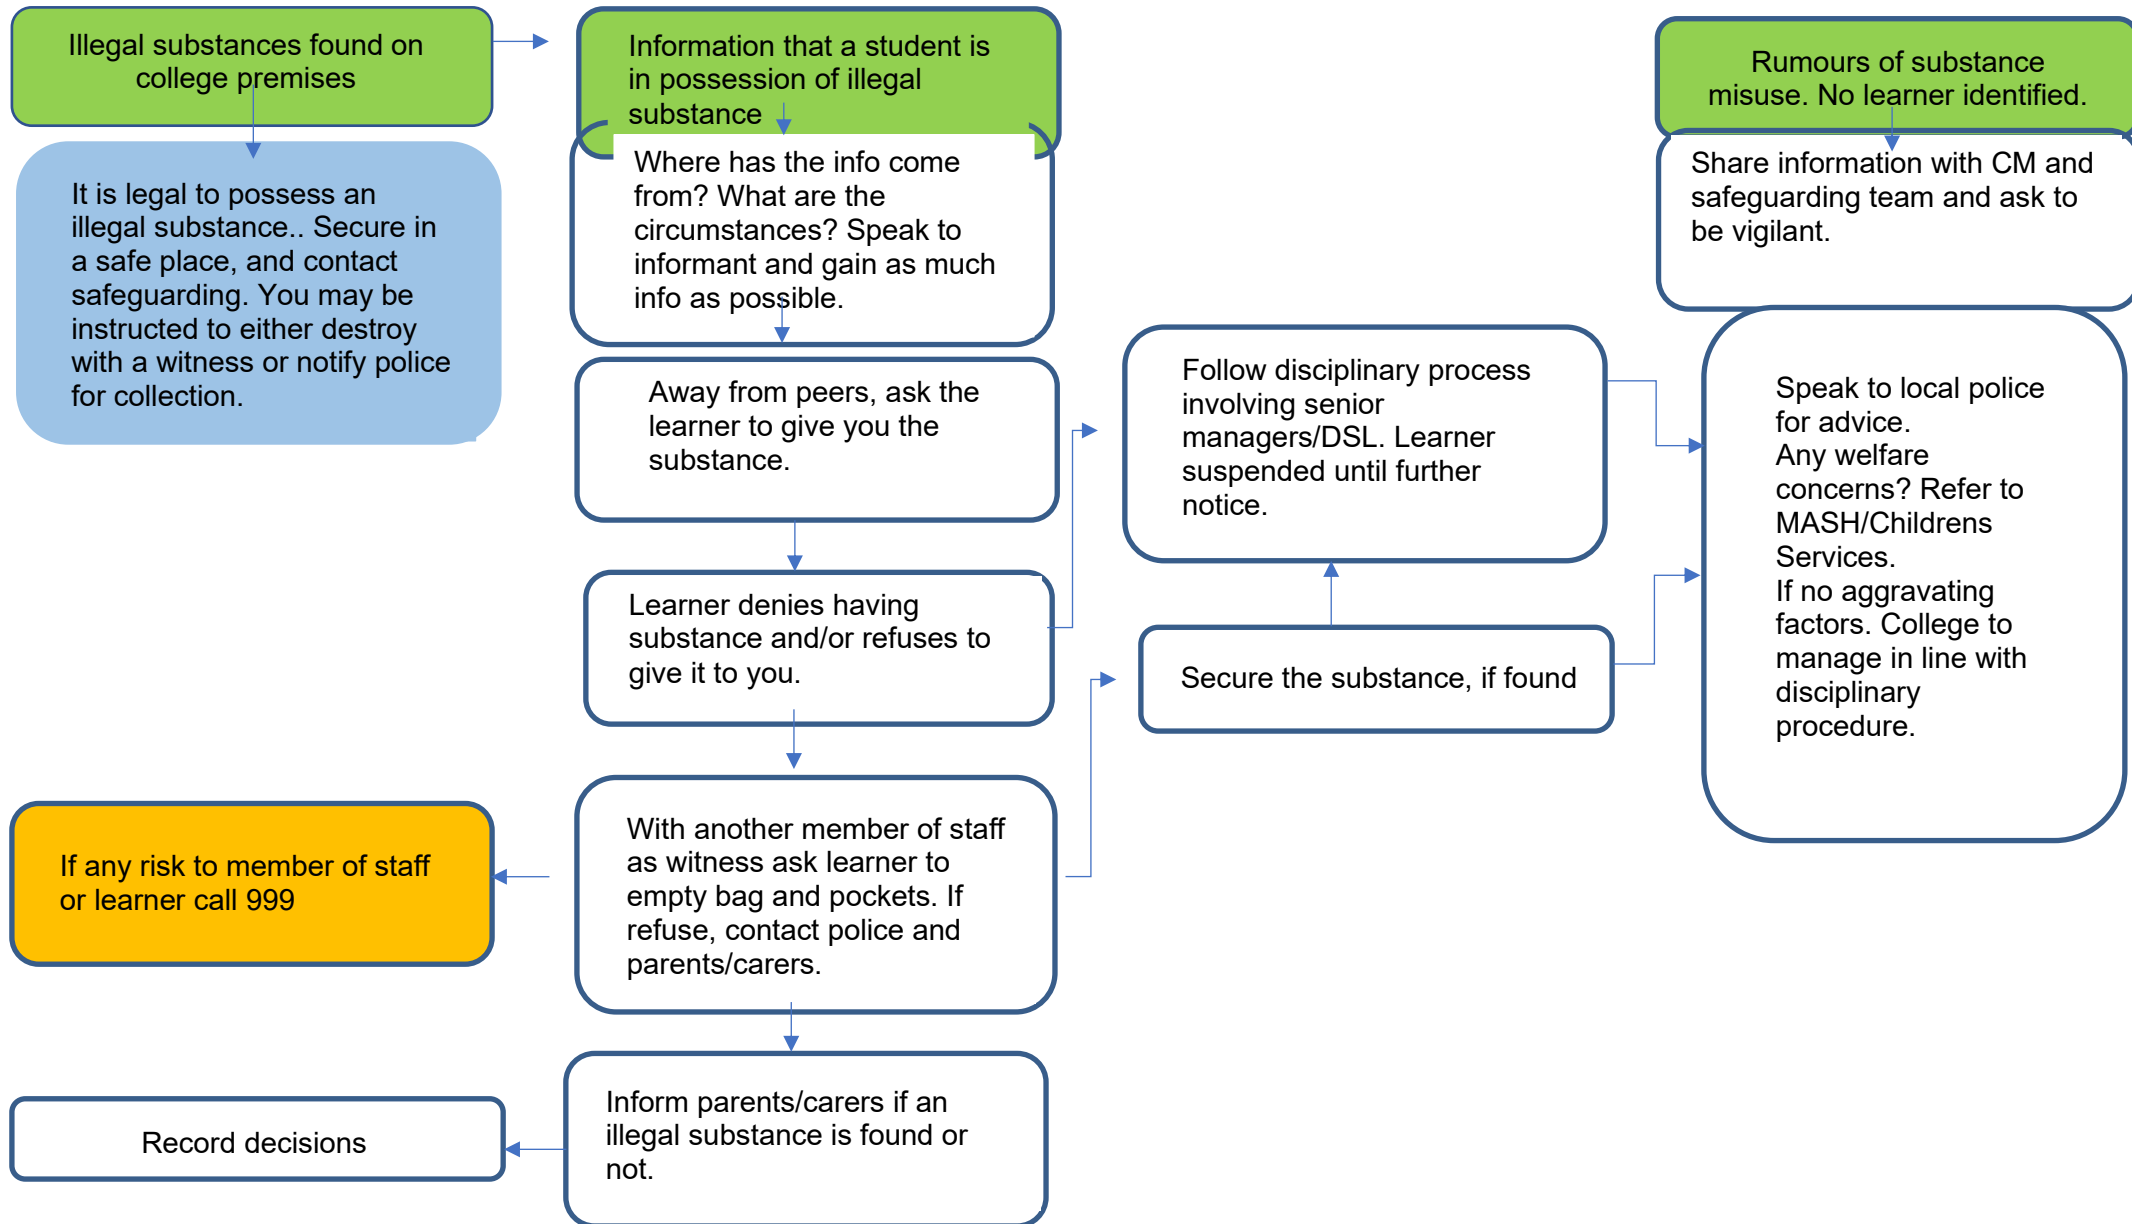 Illegal substances found on
college premises
It is legal to possess an
illegal substance.. Secure in
a safe place, and contact
safeguarding. You may be
instructed to either destroy
with a witness or notify police
for collection.
Information that a student is
in possession of illegal
substance
Where has the info come
from? What are the
circumstances? Speak to
informant and gain as much
info as possible.
Away from peers, ask the
learner to give you the
substance.
Learner denies having
substance and/or refuses to
give it to you.
With another member of staff
as witness ask learner to
empty bag and pockets. If
refuse, contact police and
parents/carers.
If any risk to member of staff
or learner call 999
Inform parents/carers if an
illegal substance is found or
not.
Record decisions
Follow disciplinary process
involving senior
managers/DSL. Learner
suspended until further
notice.
Secure the substance, if found
Rumours of substance
misuse. No learner identified.
Share information with CM and
safeguarding team and ask to
be vigilant.
Speak to local police
for advice.
Any welfare
concerns? Refer to
MASH/Childrens
Services.
If no aggravating
factors. College to
manage in line with
disciplinary
procedure.